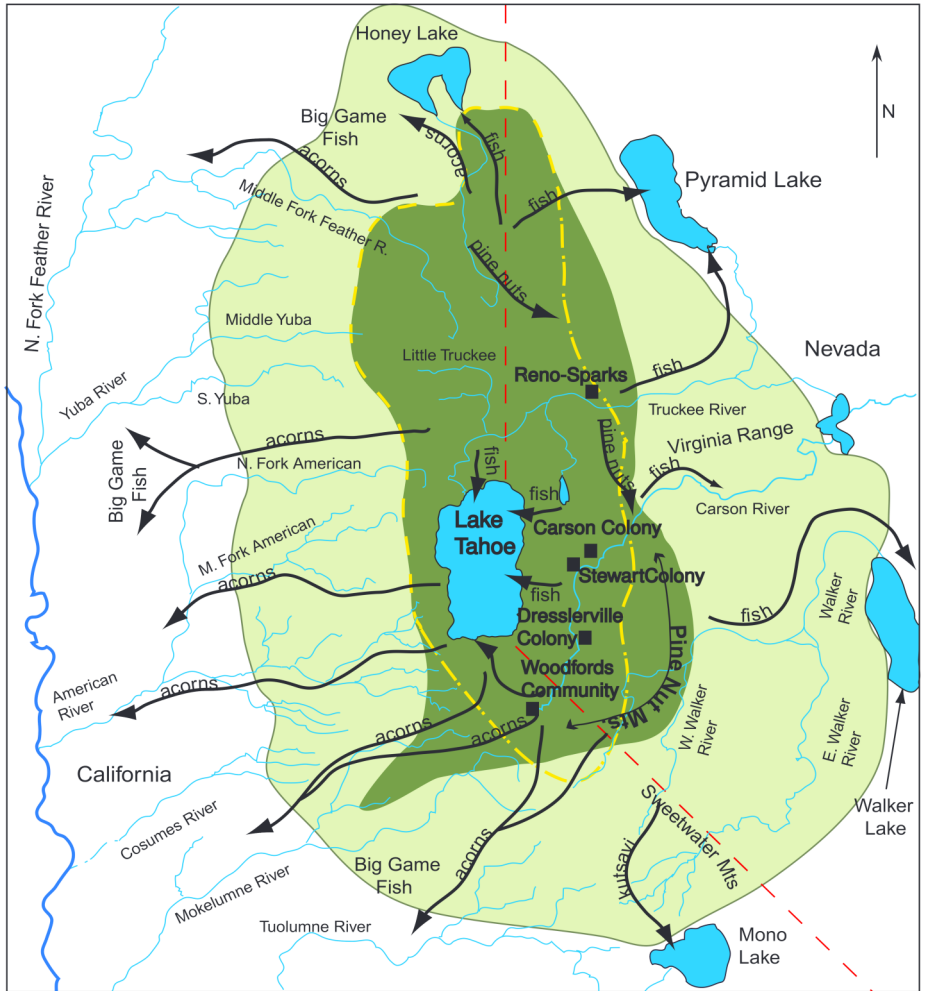 Honey Lake
Big Game
Fish
acorns
acorns
fish
N
Pyramid Lake
fish
Middle Fork Feather R.
N. Fork Feather River
pine nuts
Middle Yuba
Little Truckee
Nevada
Reno-Sparks
fish
Yuba River
S. Yuba
Truckee River
Virginia Range
acorns
pine nuts
Big Game
Fish
N. Fork American
fish
fish
fish
Carson River
Lake
Tahoe
Carson Colony
M. Fork American
acorns
StewartColony
fish
Walker
River
fish
Dresslerville
Colony
Pine Nut Mts.
Woodfords
Community
American
River
acorns
acorns
acorns
W. Walker
River
E. Walker
River
California
Walker
Lake
Cosumes River
Sweetwater Mts
acorns
Big Game
Fish
kutsavi
Mokelumne River
Tuolumne River
Mono
Lake